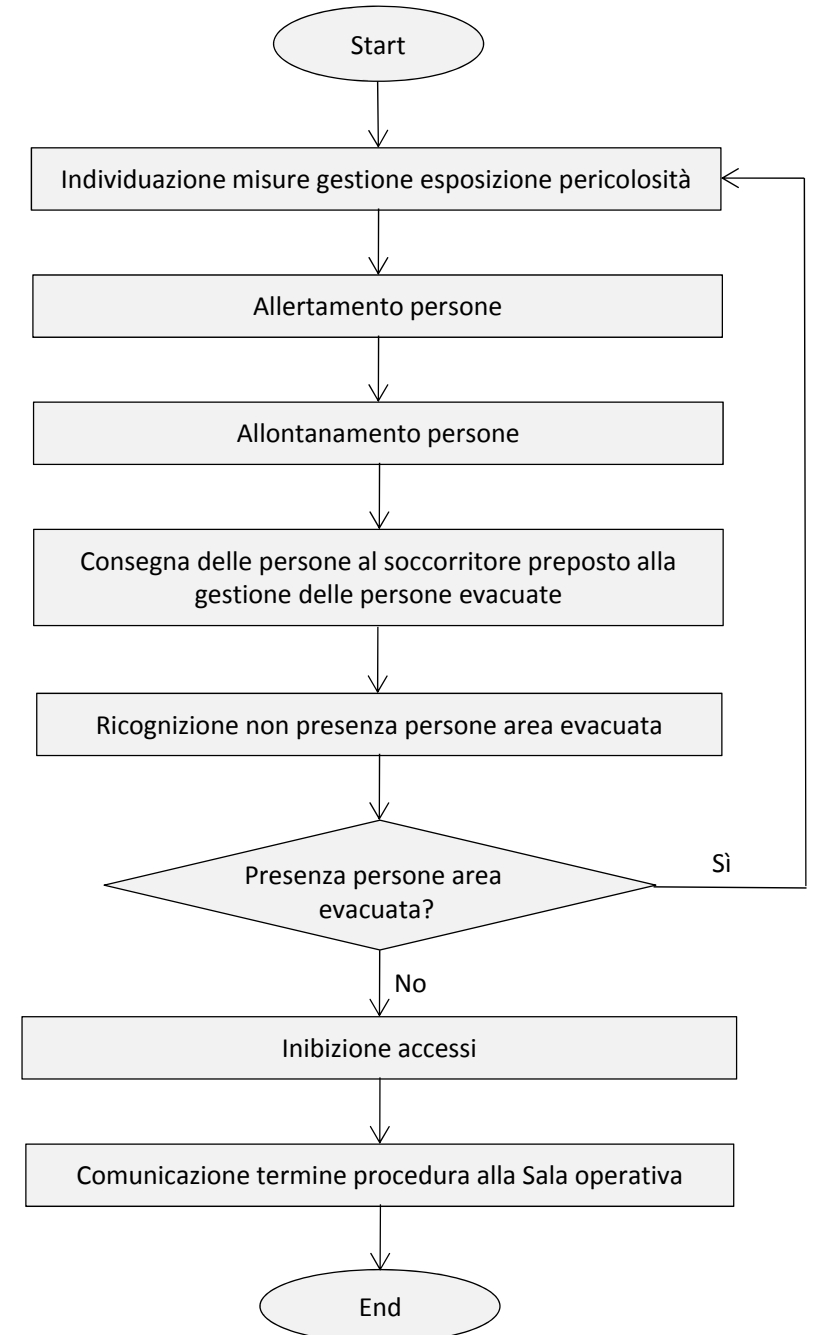 Start
Individuazione misure gestione esposizione pericolosità
Allertamento persone
Allontanamento persone
Consegna delle persone al soccorritore preposto alla
gestione delle persone evacuate
Ricognizione non presenza persone area evacuata
Presenza persone area
evacuata?
Sì
No
Inibizione accessi
Comunicazione termine procedura alla Sala operativa
End